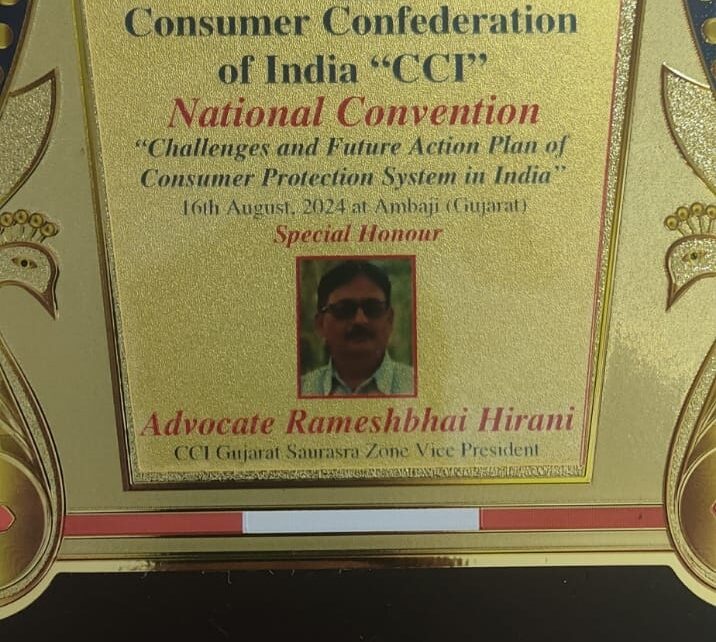 Consumer Confederation
of India “CCI”
National Convention
“Challenges and Future Action Plan of
Consumer Protection System in India”
16th August, 2024 at Ambaji (Gujarat)
Special Honour
Advocate Rameshbhai Hirani
CCI Gujarat Saurasra Zone Vice President